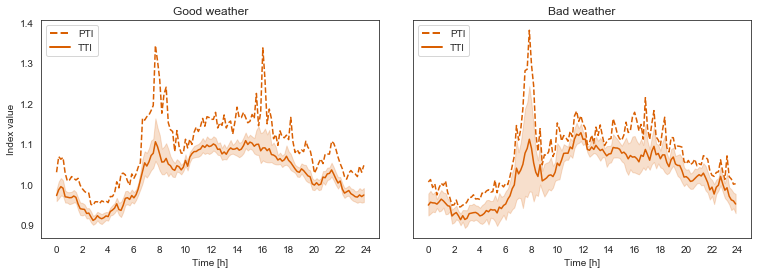 Good weather
Bad weather
PTI
TTI
PTI
TTI
Index value
1.4
1.3
1.2
1.1
1.0
0.9
0 2 4 6 8 10 12 14 16 18 20 22 24
0 2 4 6 8 10 12 14 16 18 20 22 24
Time [h]
Time [h]